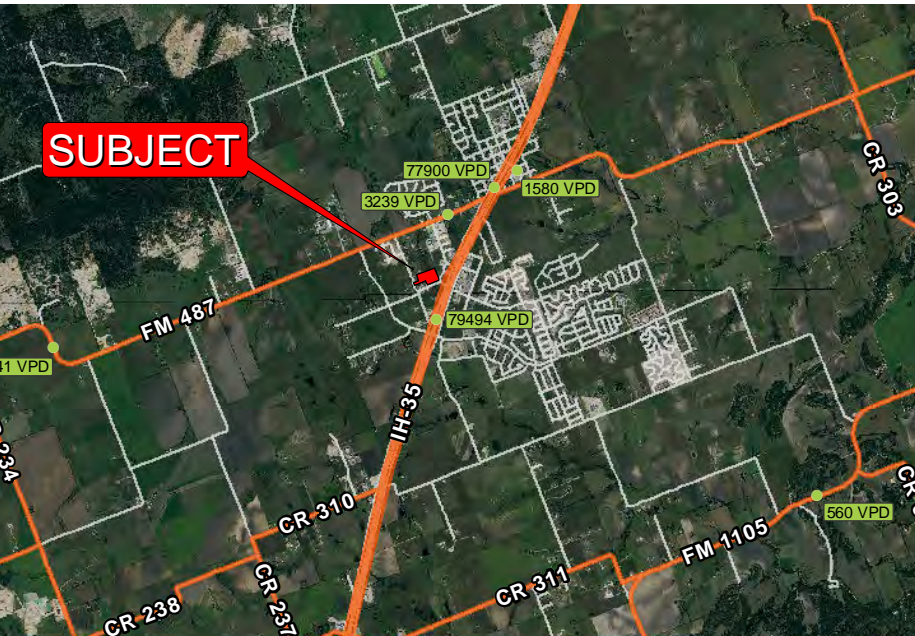 SUBJECT
77900 VPD
1580 VPD
3239 VPD
CR 303
79494 VPD
FM 487
41 VPD
IH-35
234
CR 310
560 VPD
FM 1105
CR 311
CR 237
CR 238